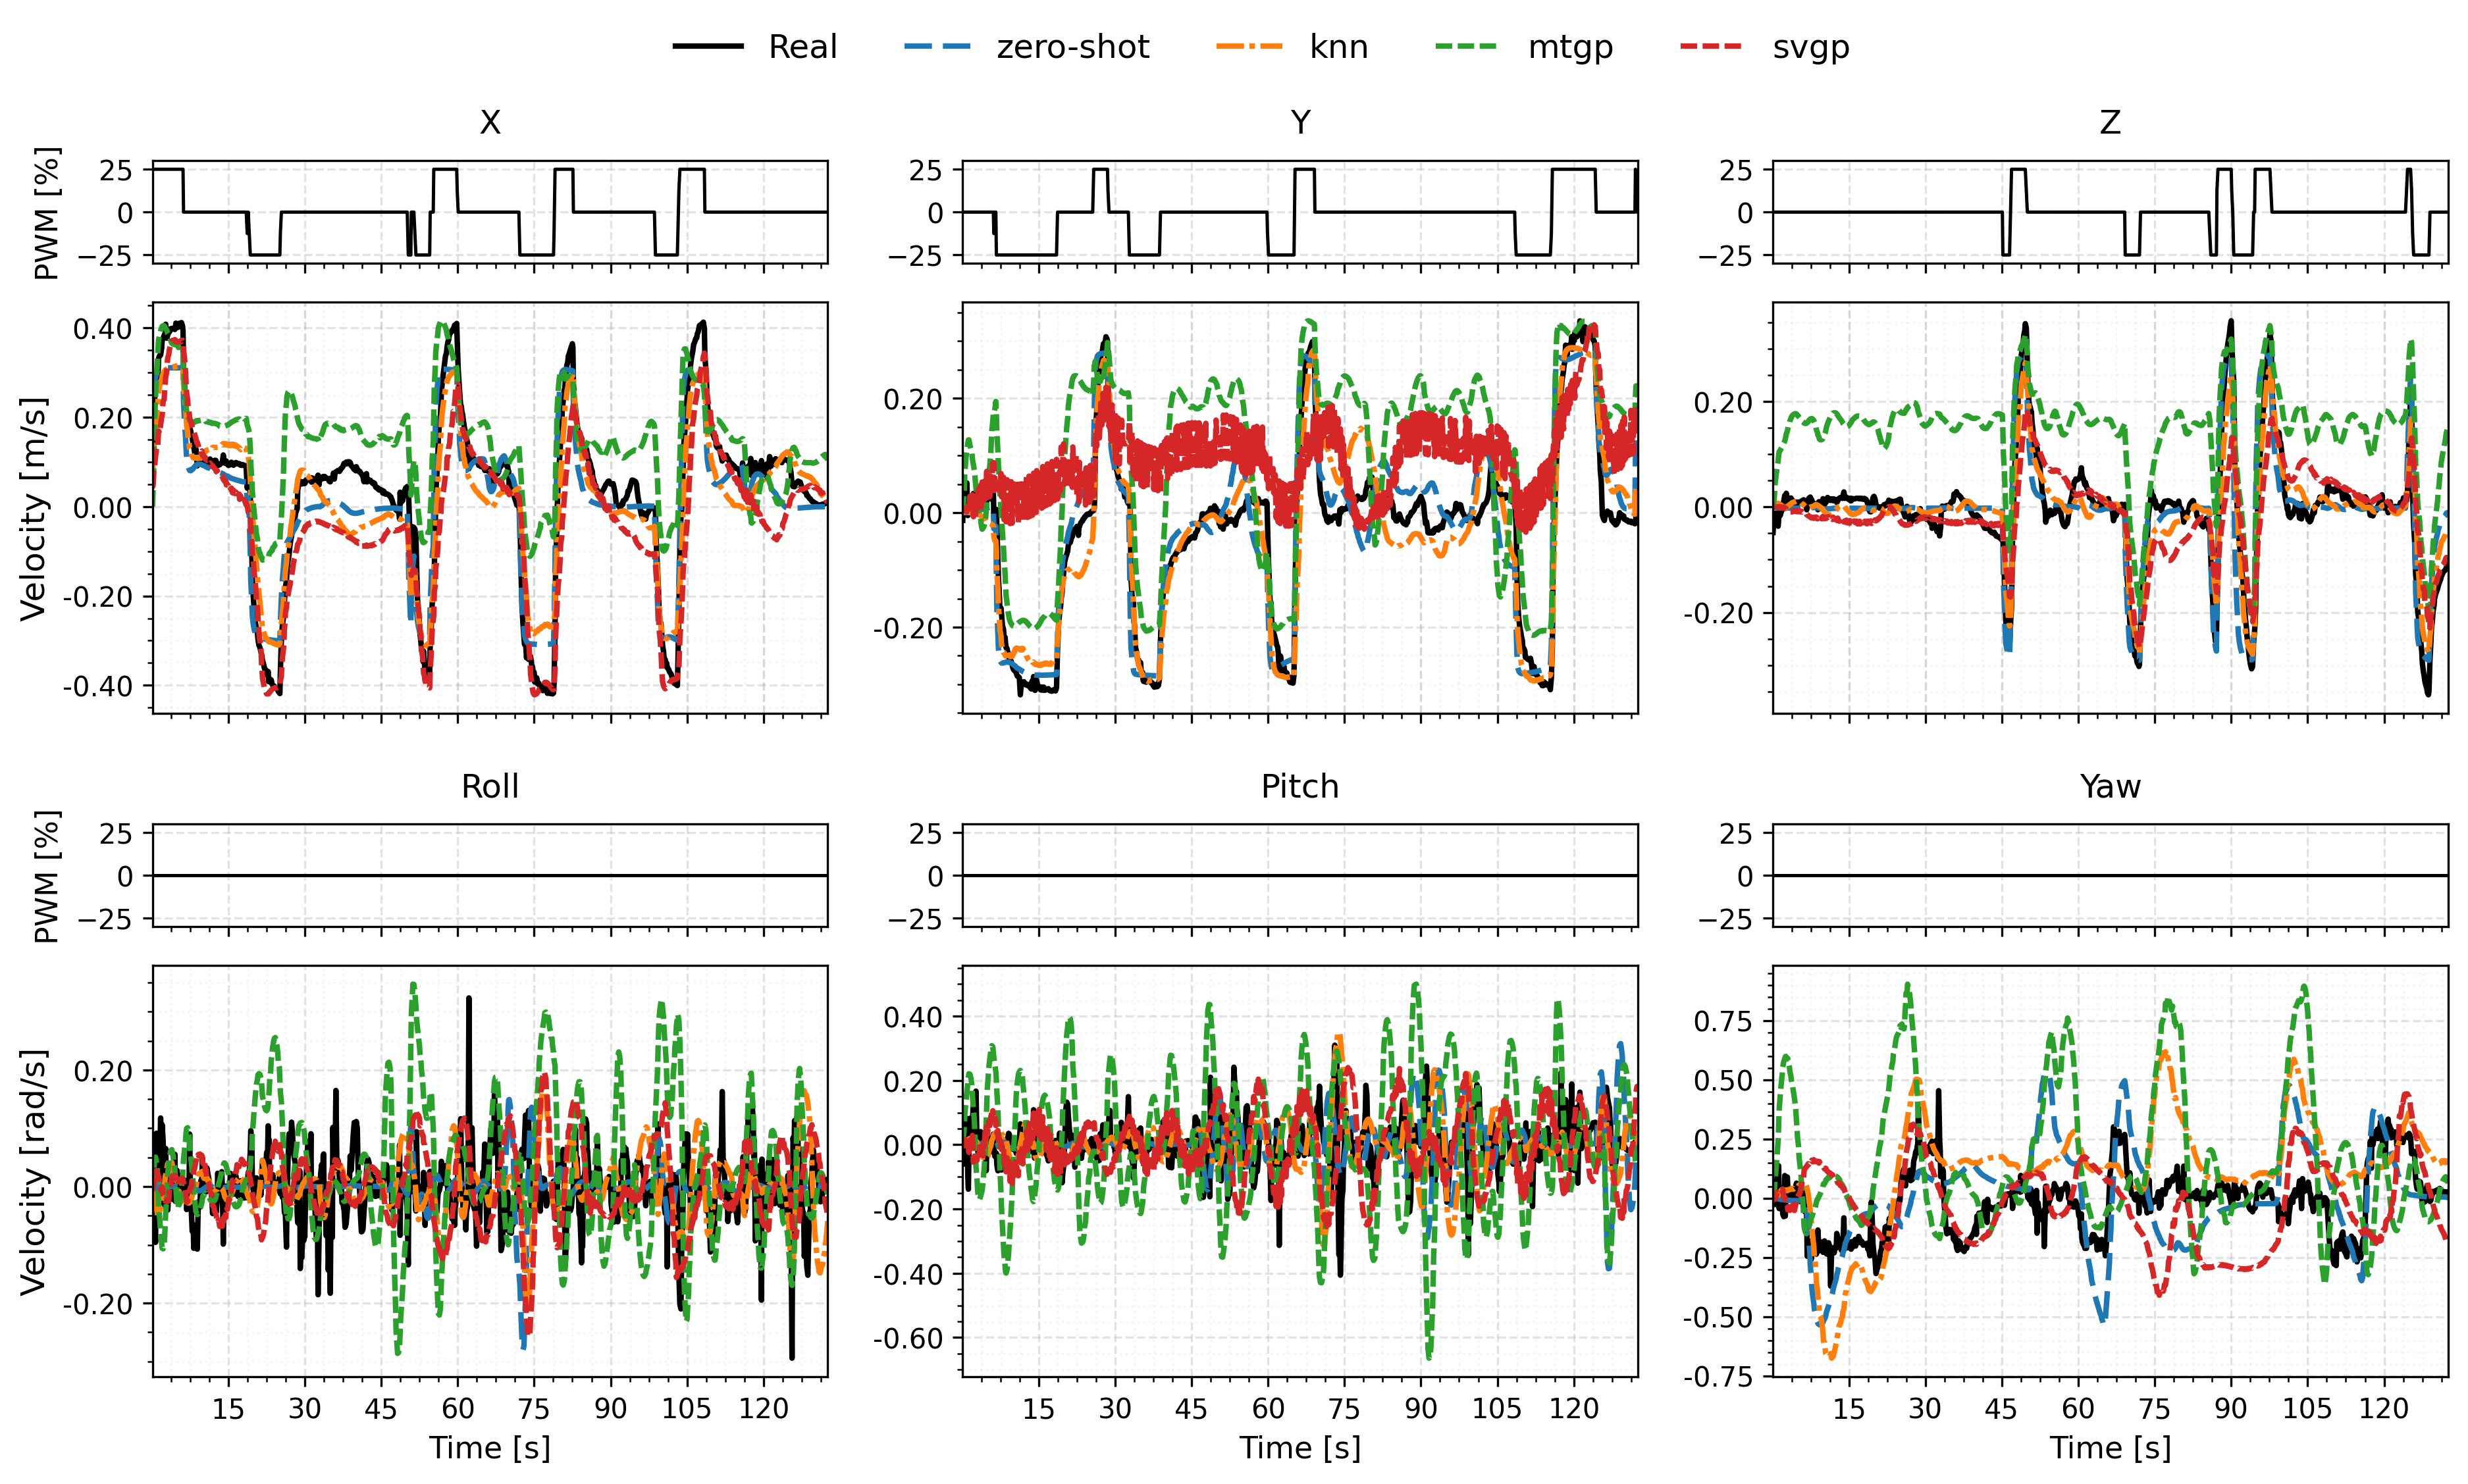 Real zero-shot knn mtgp svgp
X Y Z
PWM [%] 25 0 −25 25 0 −25 25 0 −25
Velocity [m/s] 0.40 0.20 0.00 -0.20 -0.40 0.20 0.00 -0.20 0.20 0.00 -0.20
Roll Pitch Yaw
PWM [%] 25 0 −25 25 0 −25 25 0 −25
Velocity [rad/s] 0.20 0.00 -0.20 0.40 0.20 0.00 -0.20 -0.40 -0.60 0.75 0.50 0.25 0.00 -0.25 -0.50 -0.75
15 30 45 60 75 90 105 120 15 30 45 60 75 90 105 120 15 30 45 60 75 90 105 120
Time [s] Time [s] Time [s]